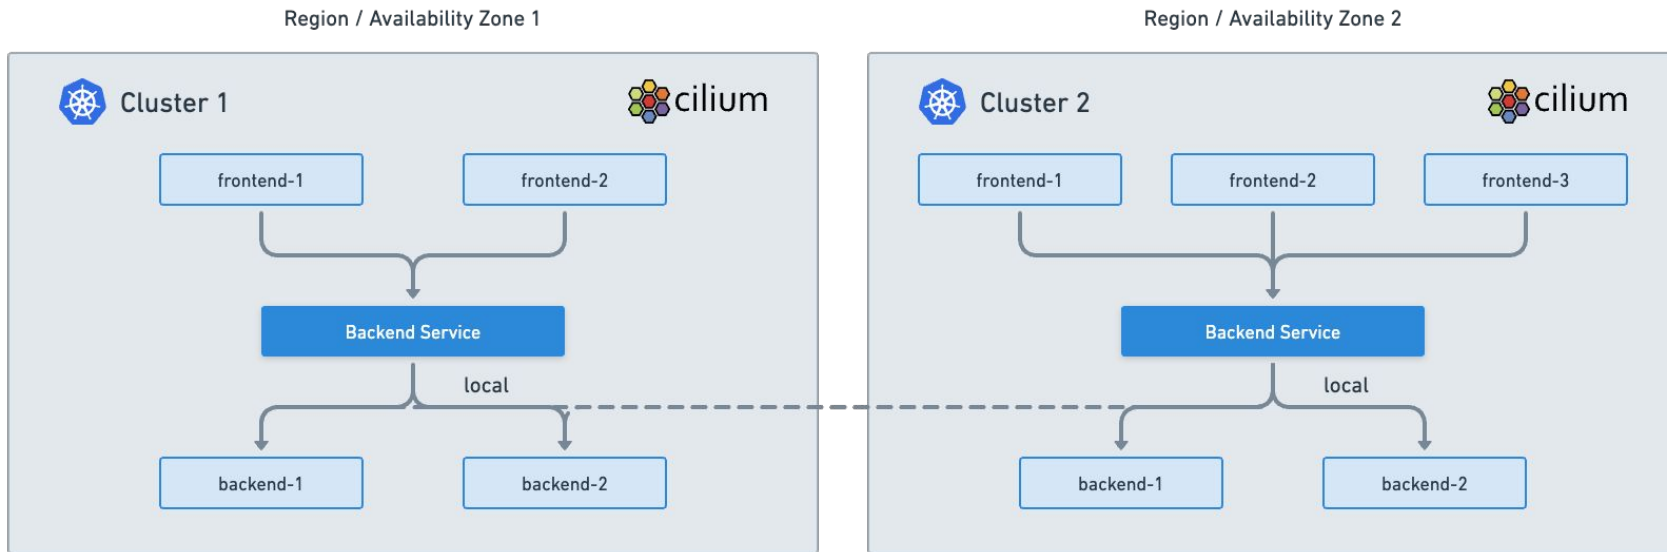 Region / Availability Zone 1
Region / Availability Zone 2
Cluster 1
cilium
Cluster 2
cilium
frontend-1
frontend-2
frontend-1
frontend-2
frontend-3
Backend Service
Backend Service
local
local
backend-1
backend-2
backend-1
backend-2